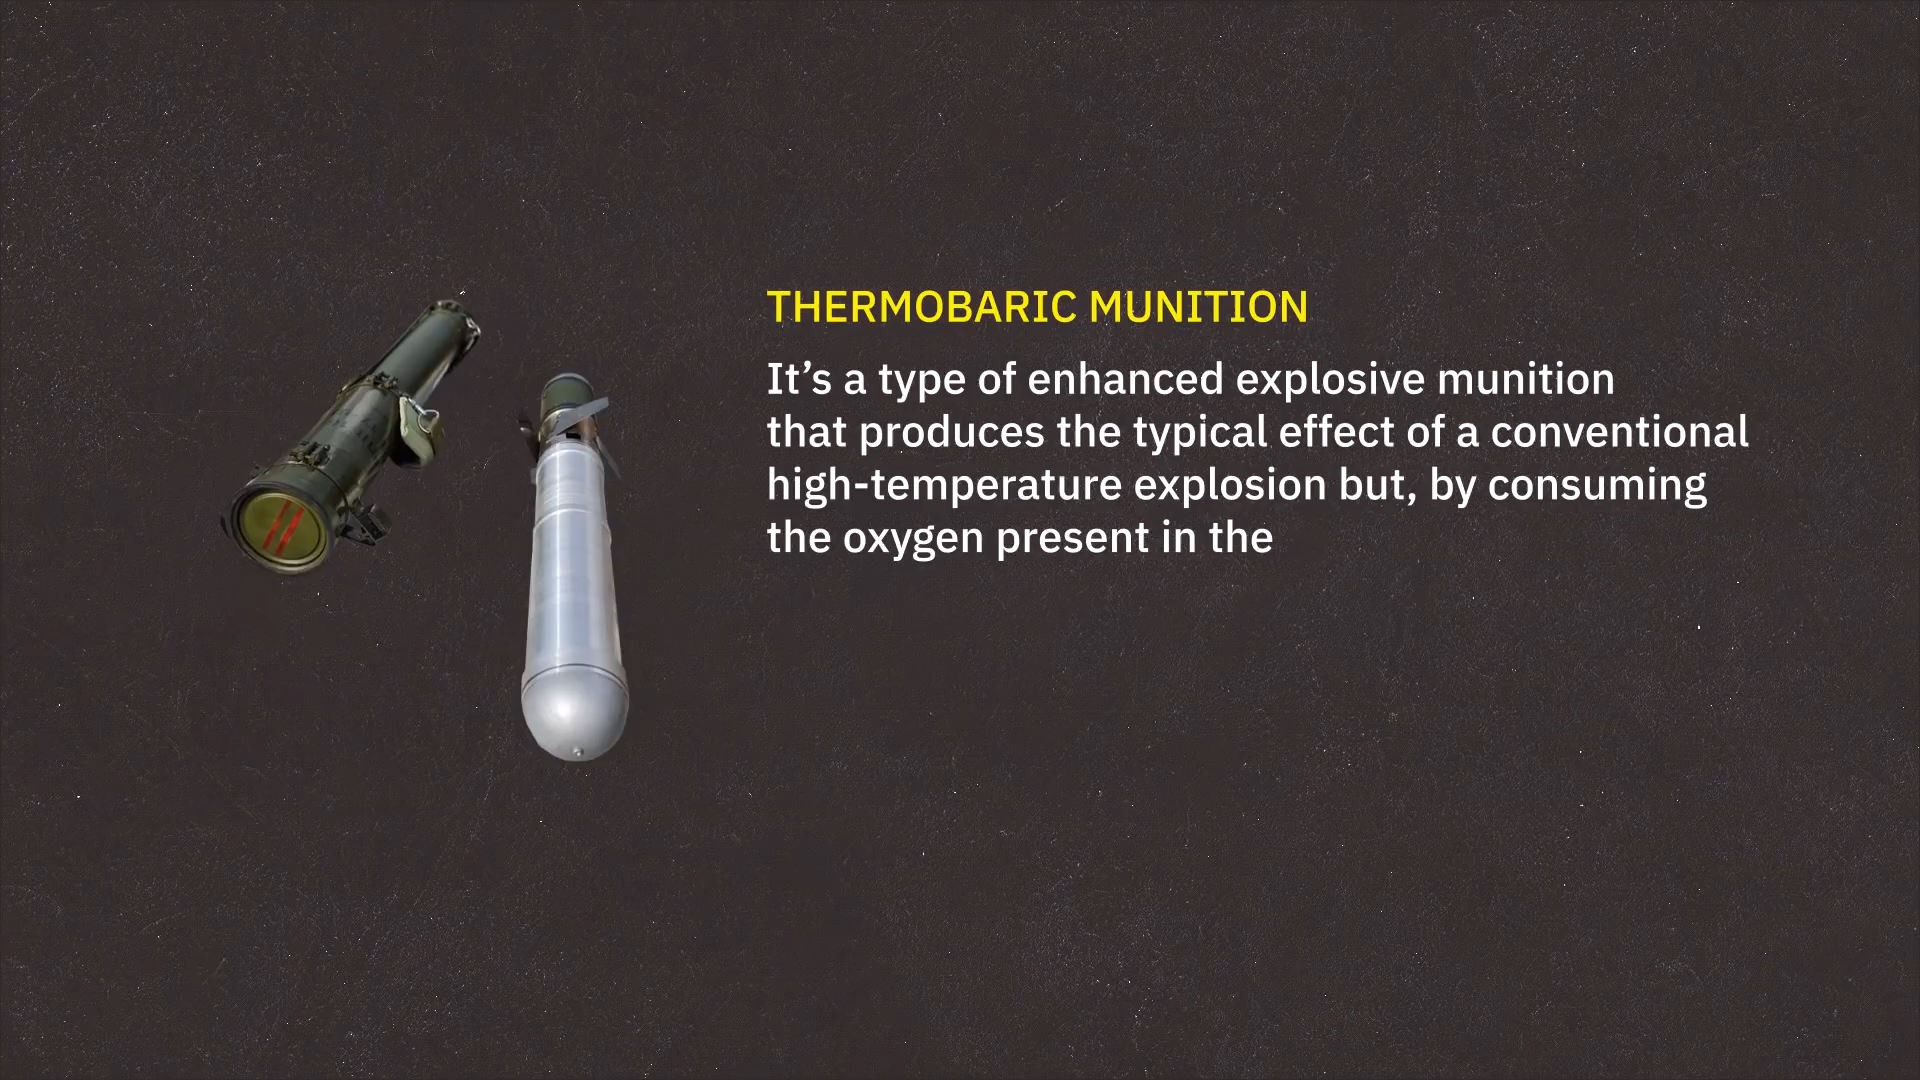 THERMOBARIC MUNITION
It’s a type of enhanced explosive munition
that produces the typical effect of a conventional
high-temperature explosion but, by consuming
the oxygen present in the